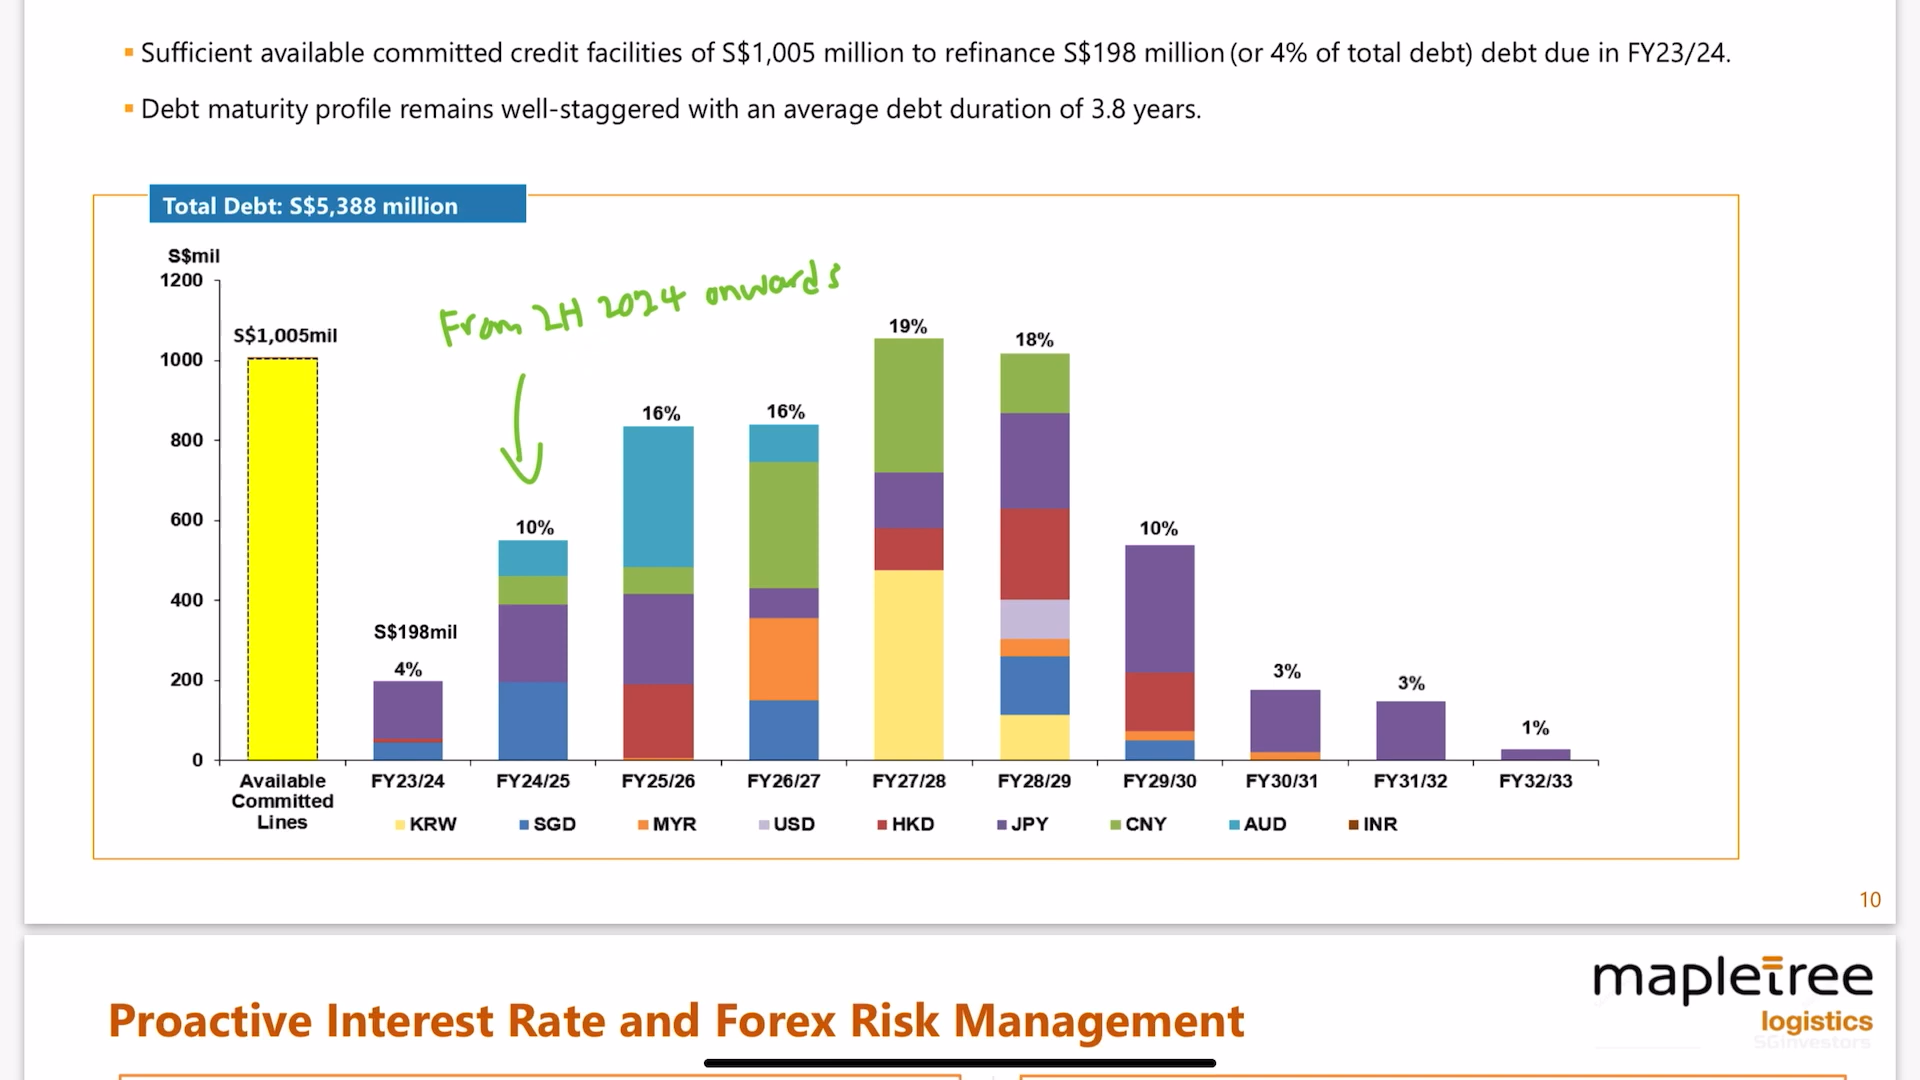 ▪ Sufficient available committed credit facilities of S$1,005 million to refinance S$198 million (or 4% of total debt) debt due in FY23/24.
▪ Debt maturity profile remains well-staggered with an average debt duration of 3.8 years.
Total Debt: S$5,388 million
S$mil
1200
1000
800
600
400
200
0
From 2H 2024 onwards
S$1,005mil
S$198mil
4%
10%
16%
16%
19%
18%
10%
3%
3%
1%
Available
Committed
Lines
FY23/24
FY24/25
FY25/26
FY26/27
FY27/28
FY28/29
FY29/30
FY30/31
FY31/32
FY32/33
KRW SGD MYR USD HKD JPY CNY AUD INR
10
Proactive Interest Rate and Forex Risk Management
mapletree
logistics
SGinvestors